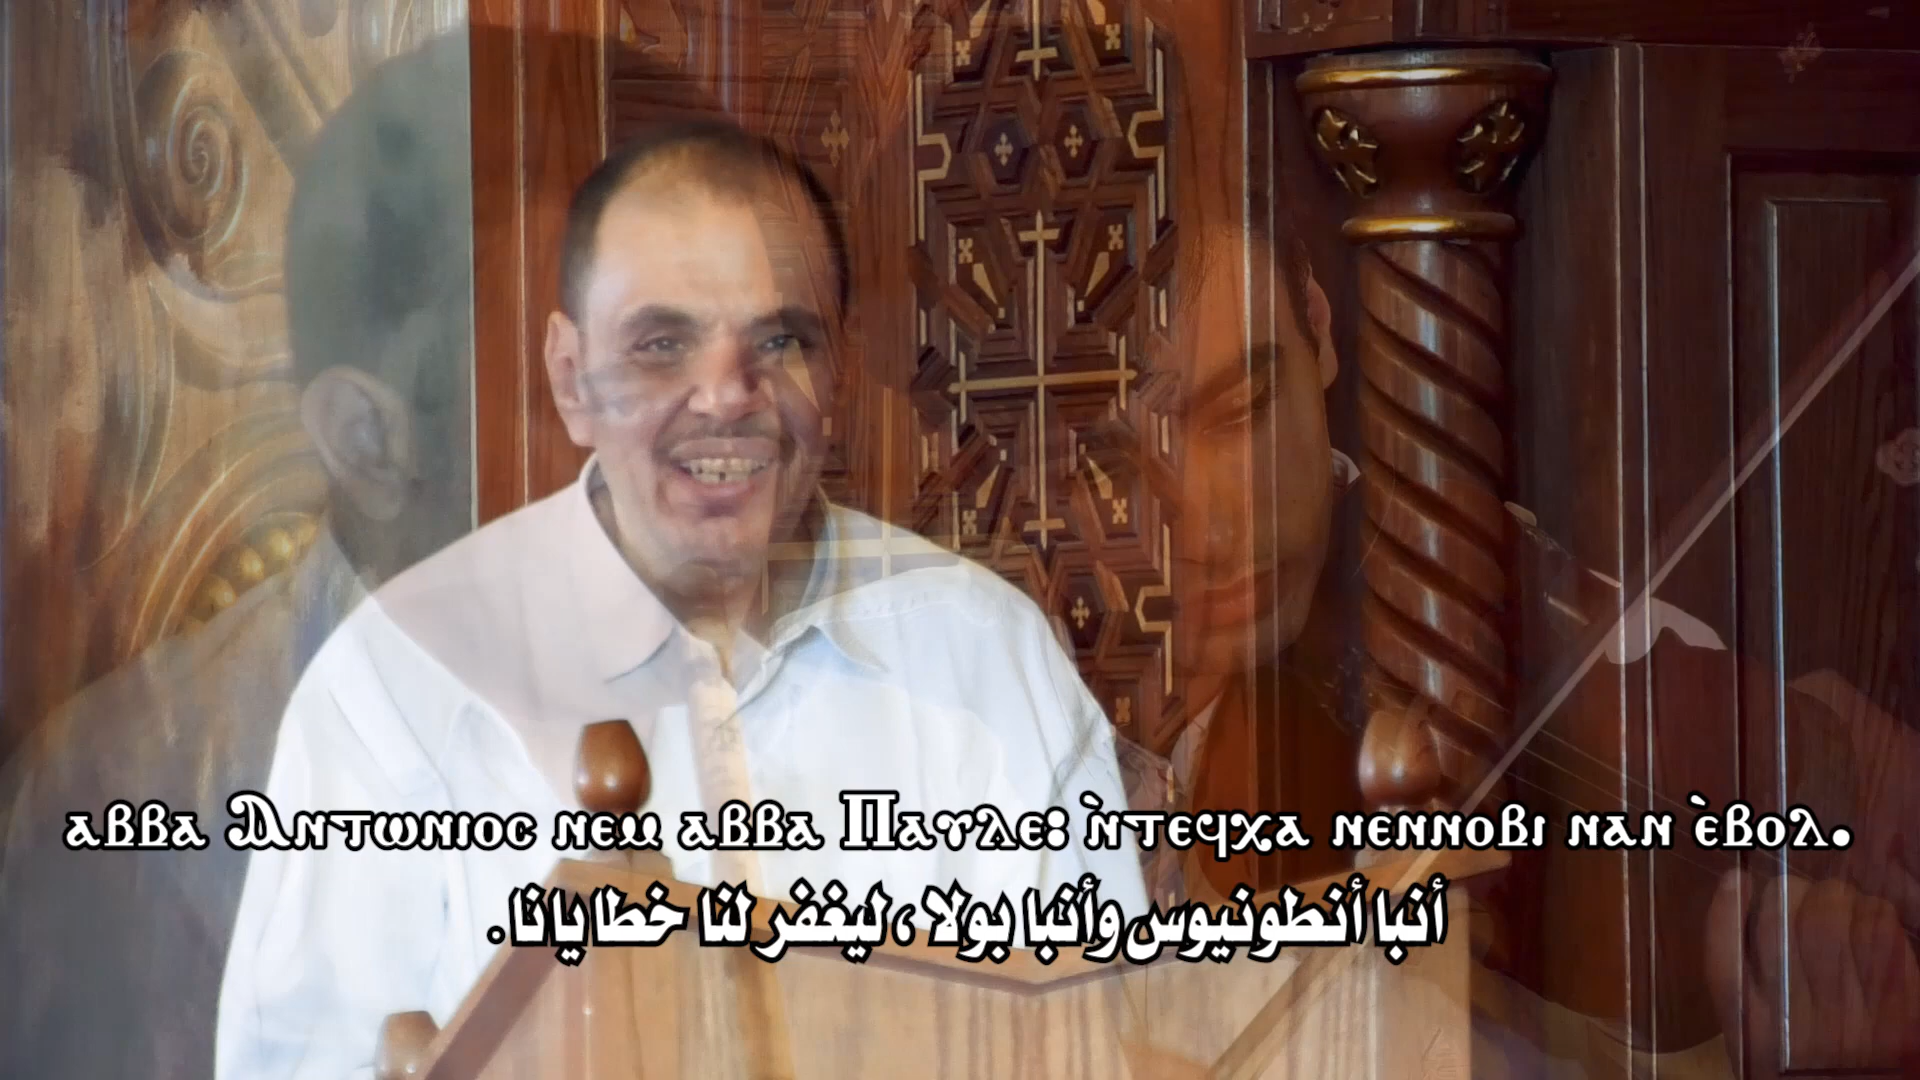 ⲁⲃⲃⲁ Ⲁⲛⲧⲱⲛⲓⲟⲥ ⲛⲉⲙ ⲁⲃⲃⲁ Ⲡⲁⲩⲗⲉ: ⲛ̀ⲧⲉϥⲭⲁ ⲛⲉⲛⲛⲟⲃⲓ ⲛⲁⲛ ⲉ̀ⲃⲟⲗ.
أنبا أنطونيوس وأنبا بولا ، ليغفر لنا خطايانا .